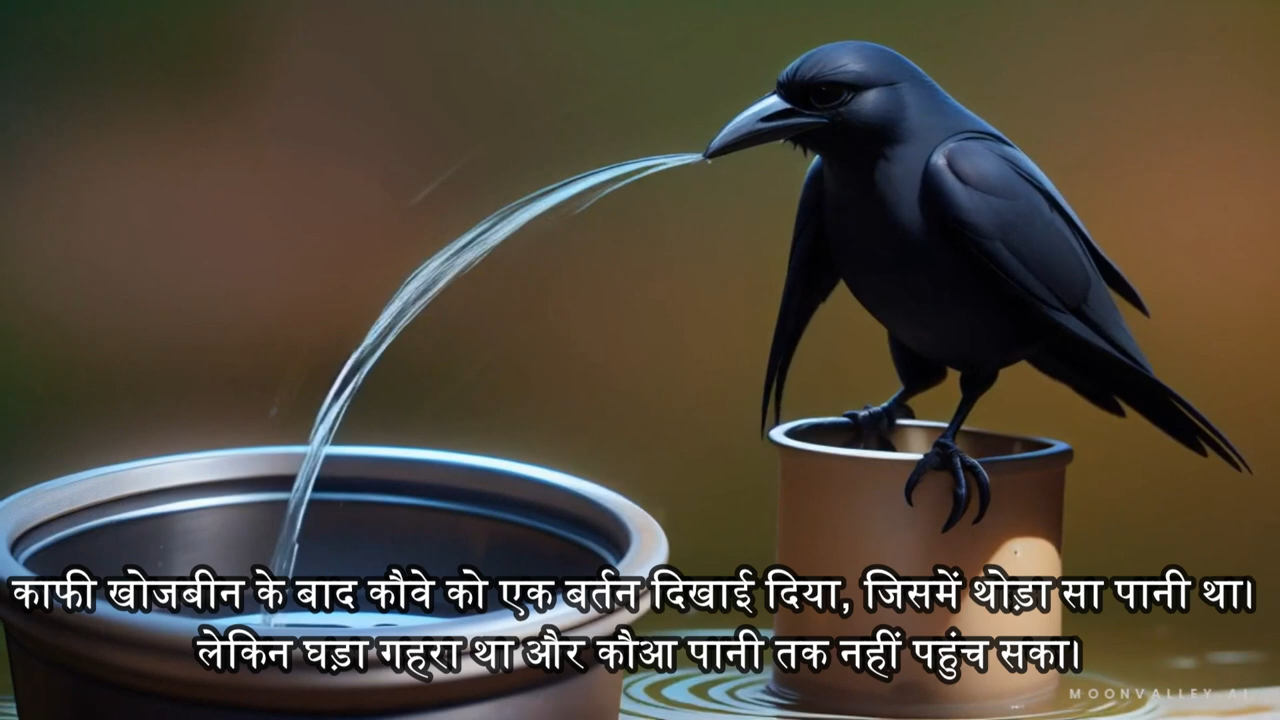 काफी खोजबीन के बाद कौवे को एक बर्तन दिखाई दिया, जिसमें थोड़ा सा पानी था।
लेकिन घड़ा गहरा था और कौआ पानी तक नहीं पहुंच सका।
MOONVALLEY AI